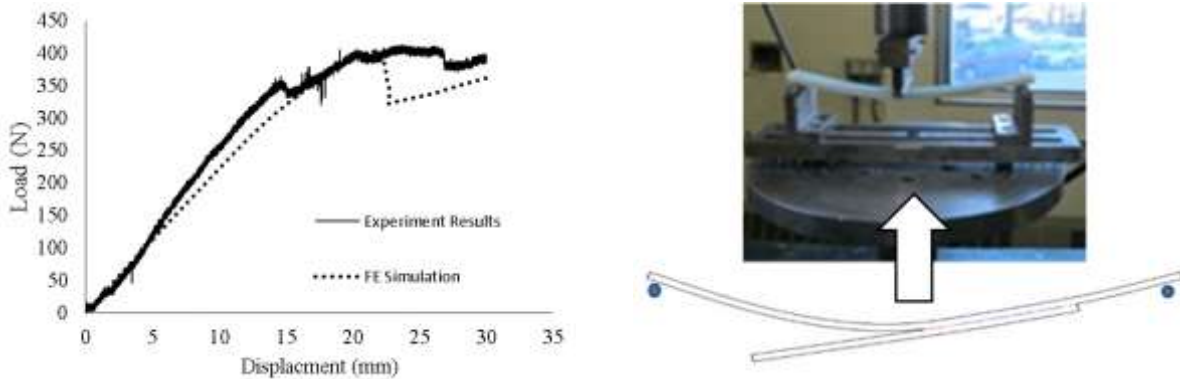 450
400
350
300
250
200
150
100
50
0
Load (N)
Experiment Results
FE Simulation
0 5 10 15 20 25 30 35
Displacment (mm)